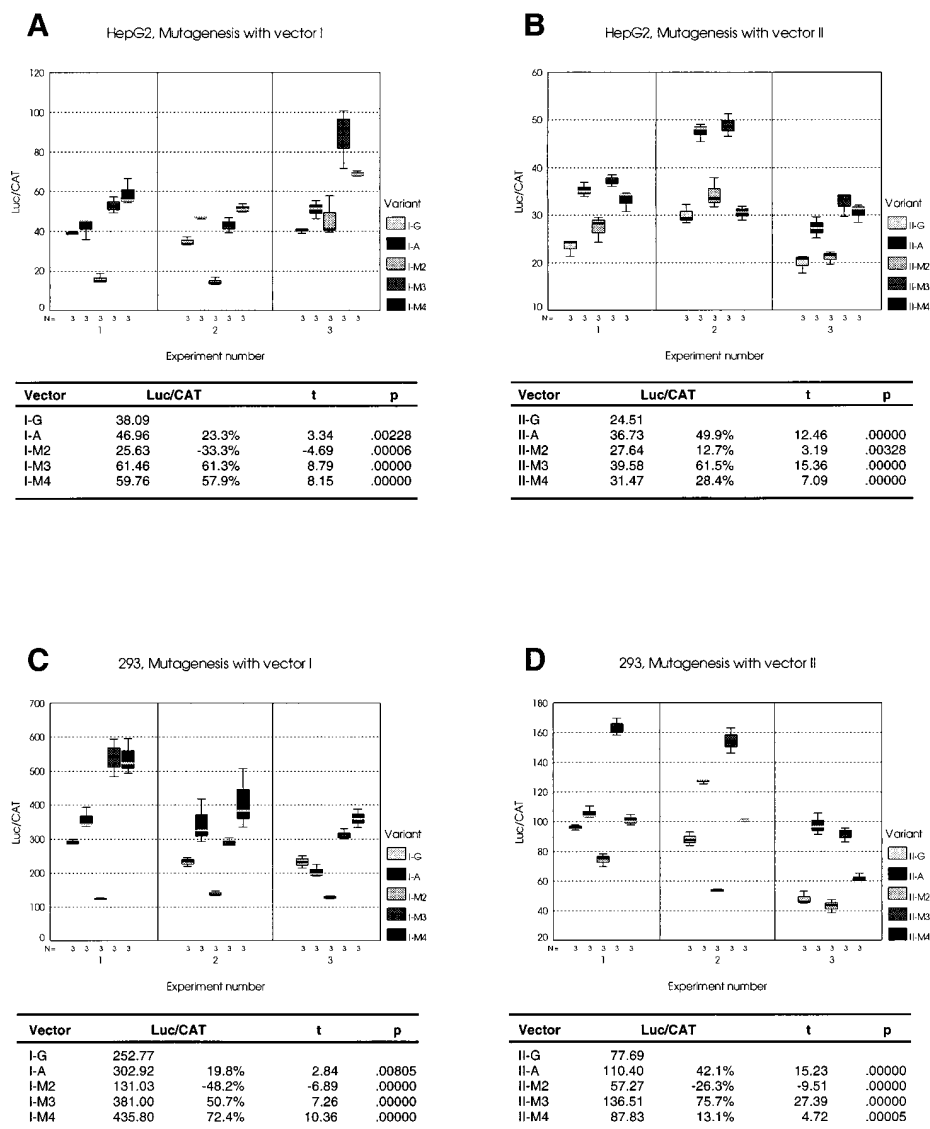 A
HepG2, Mutagenesis with vector I
120
100
80
60
40
20
0
Luc/CAT
N= 3 3 3 3 3 3 3 3 3 3 3 3 3 3 3
1 2 3
Experiment number
Variant
I-G
I-A
I-M2
I-M3
I-M4
Vector Luc/CAT t p
I-G 38.09
I-A 46.96 23.3% 3.34 .00228
I-M2 25.63 -33.3% -4.69 .00006
I-M3 61.46 61.3% 8.79 .00000
I-M4 59.76 57.9% 8.15 .00000
B
HepG2, Mutagenesis with vector II
60
50
40
30
20
10
Luc/CAT
N= 3 3 3 3 3 3 3 3 3 3 3 3 3 3 3
1 2 3
Experiment number
Variant
II-G
II-A
II-M2
II-M3
II-M4
Vector Luc/CAT t p
II-G 24.51
II-A 36.73 49.9% 12.46 .00000
II-M2 27.64 12.7% 3.19 .00328
II-M3 39.58 61.5% 15.36 .00000
II-M4 31.47 28.4% 7.09 .00000
C
293, Mutagenesis with vector I
700
600
500
400
300
200
100
0
Luc/CAT
N= 3 3 3 3 3 3 3 3 3 3 3 3 3 3 3
1 2 3
Experiment number
Variant
I-G
I-A
I-M2
I-M3
I-M4
Vector Luc/CAT t p
I-G 252.77
I-A 302.92 19.8% 2.84 .00805
I-M2 131.03 -48.2% -6.89 .00000
I-M3 381.00 50.7% 7.26 .00000
I-M4 435.80 72.4% 10.36 .00000
D
293, Mutagenesis with vector II
180
160
140
120
100
80
60
40
20
Luc/CAT
N= 3 3 3 3 3 3 3 3 3 3 3 3 3 3 3
1 2 3
Experiment number
Variant
II-G
II-A
II-M2
II-M3
II-M4
Vector Luc/CAT t p
II-G 77.69
II-A 110.40 42.1% 15.23 .00000
II-M2 57.27 -26.3% -9.51 .00000
II-M3 136.51 75.7% 27.39 .00000
II-M4 87.83 13.1% 4.72 .00005